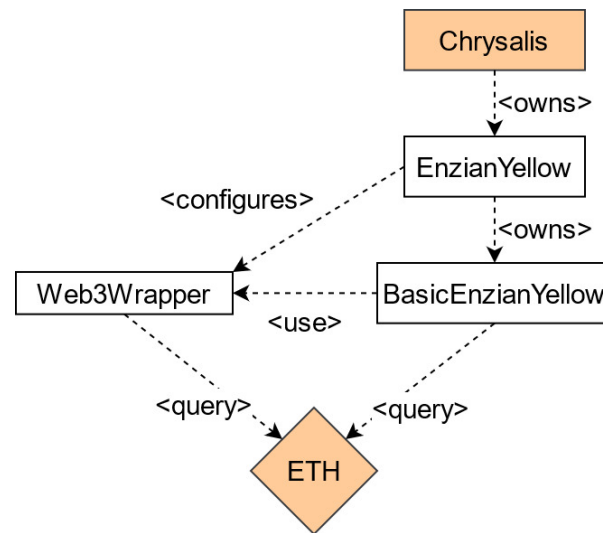 Chrysalis
<owns>
EnzianYellow
<configures>
<owns>
Web3Wrapper
BasicEnzianYellow
<use>
<query>
<query>
ETH